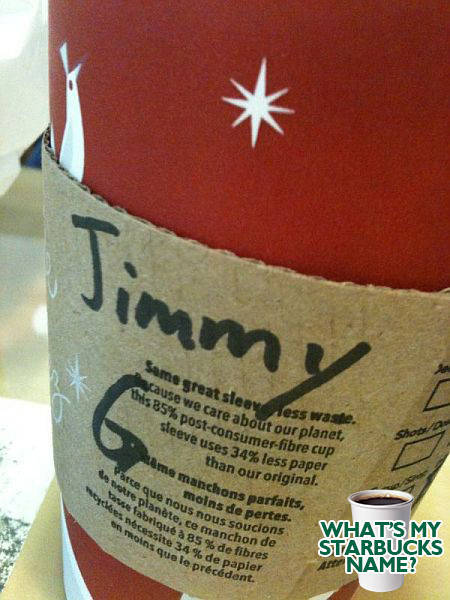 Jimmy
G
Same great sleeve, less waste.
Because we care about our planet,
this 85% post-consumer-fibre cup
sleeve uses 34% less paper
than our original.
Même manchons parfaits,
moins de pertes.
Parce que nous nous soucions
de notre planète, ce manchon de
tasse fabriqué à 85 % de fibres
recyclées nécessite 34 % de papier
en moins que le précédent.
Shots/
WHAT'S MY
STARBUCKS
NAME?